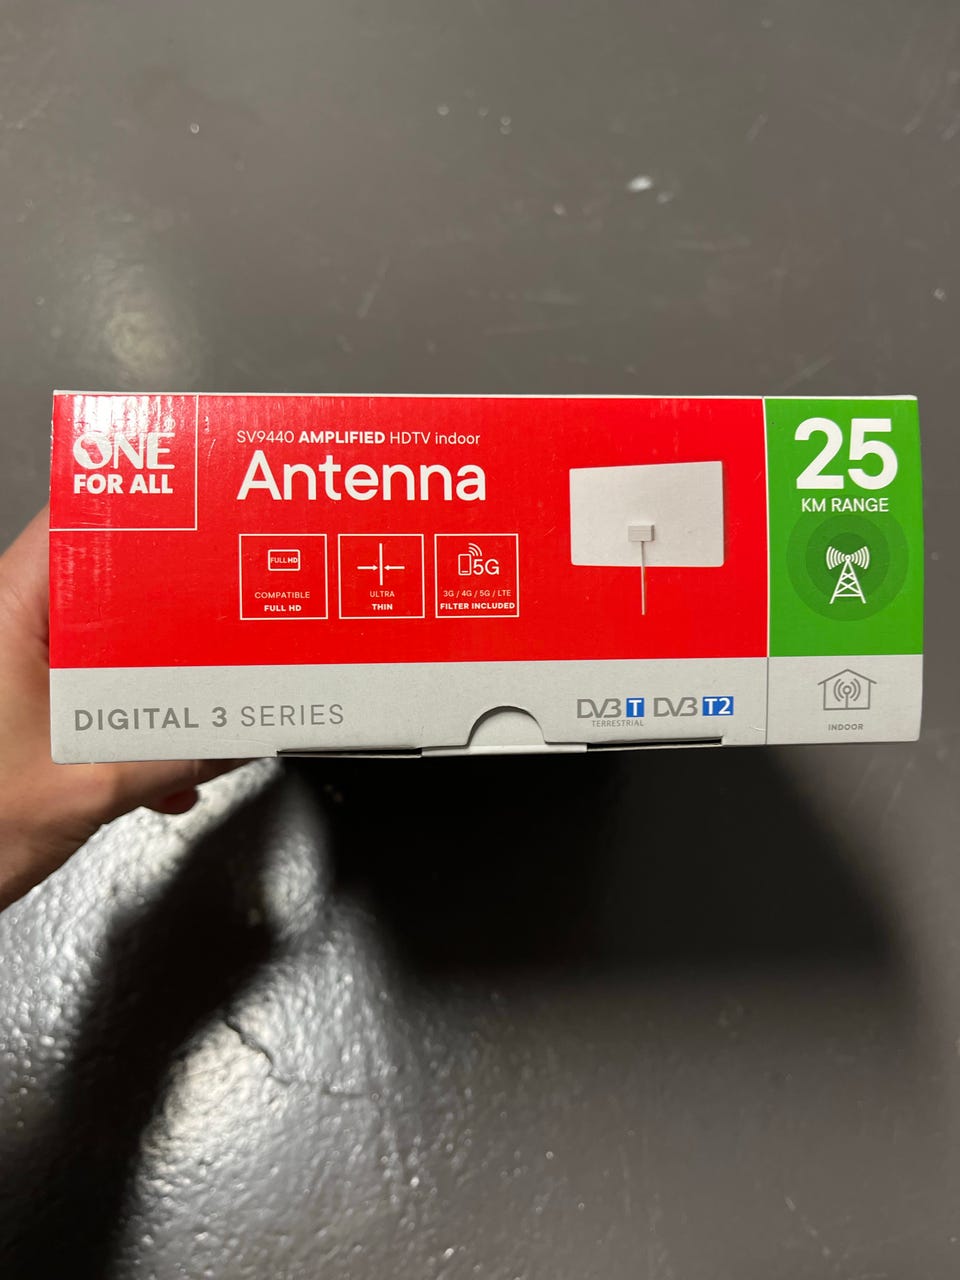 ONE
FOR ALL
SV9440 AMPLIFIED HDTV indoor
Antenna
FULL HD
COMPATIBLE
FULL HD
ULTRA
THIN
5G
3G / 4G / 5G / LTE
FILTER INCLUDED
25
KM RANGE
DIGITAL 3 SERIES
DVB T
TERRESTRIAL
DVB T2
INDOOR